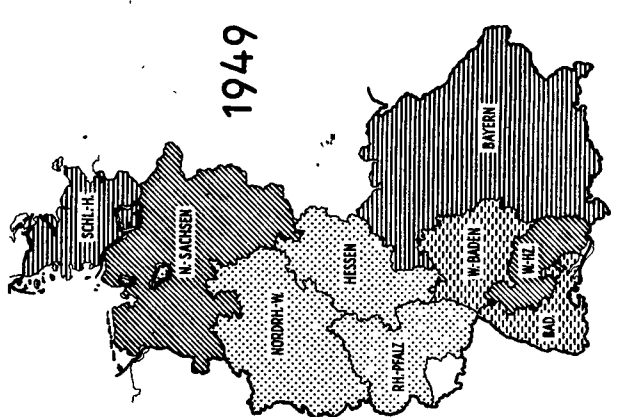 1949
SCHL.-H.
N.-SACHSEN
NORDRH.-W.
HESSEN
RH.-PFALZ
BAYERN
W.-BADEN
W.-HZ.
BAD.